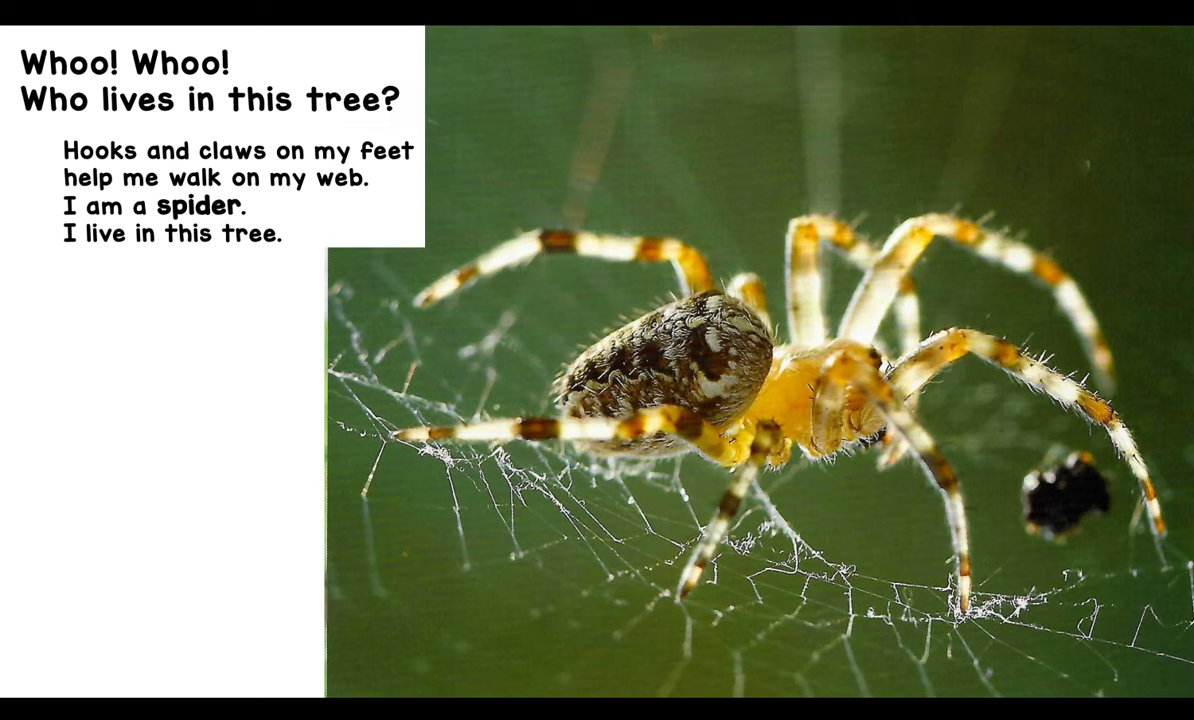 Whoo! Whoo!
Who lives in this tree?
Hooks and claws on my feet
help me walk on my web.
I am a spider.
I live in this tree.